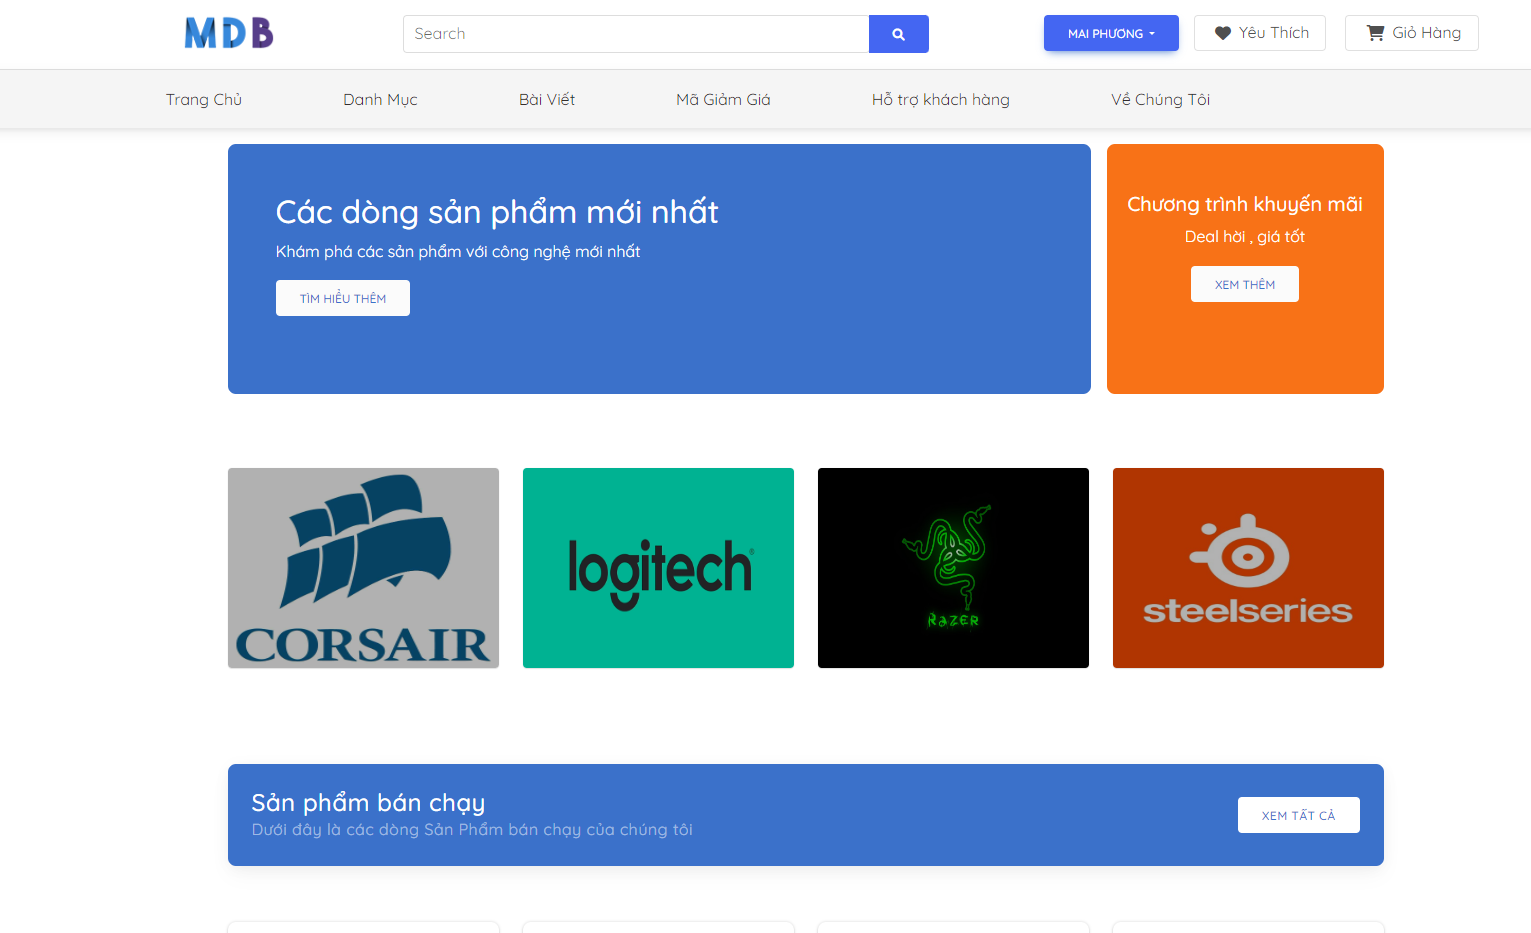 MDB
Search
MAI PHƯƠNG
Yêu Thích
Giỏ Hàng
Trang Chủ
Danh Mục
Bài Viết
Mã Giảm Giá
Hỗ trợ khách hàng
Về Chúng Tôi
Các dòng sản phẩm mới nhất
Khám phá các sản phẩm với công nghệ mới nhất
TÌM HIỂU THÊM
Chương trình khuyến mãi
Deal hời , giá tốt
XEM THÊM
CORSAIR
logitech®
RAZER
steelseries
Sản phẩm bán chạy
Dưới đây là các dòng Sản Phẩm bán chạy của chúng tôi
XEM TẤT CẢ